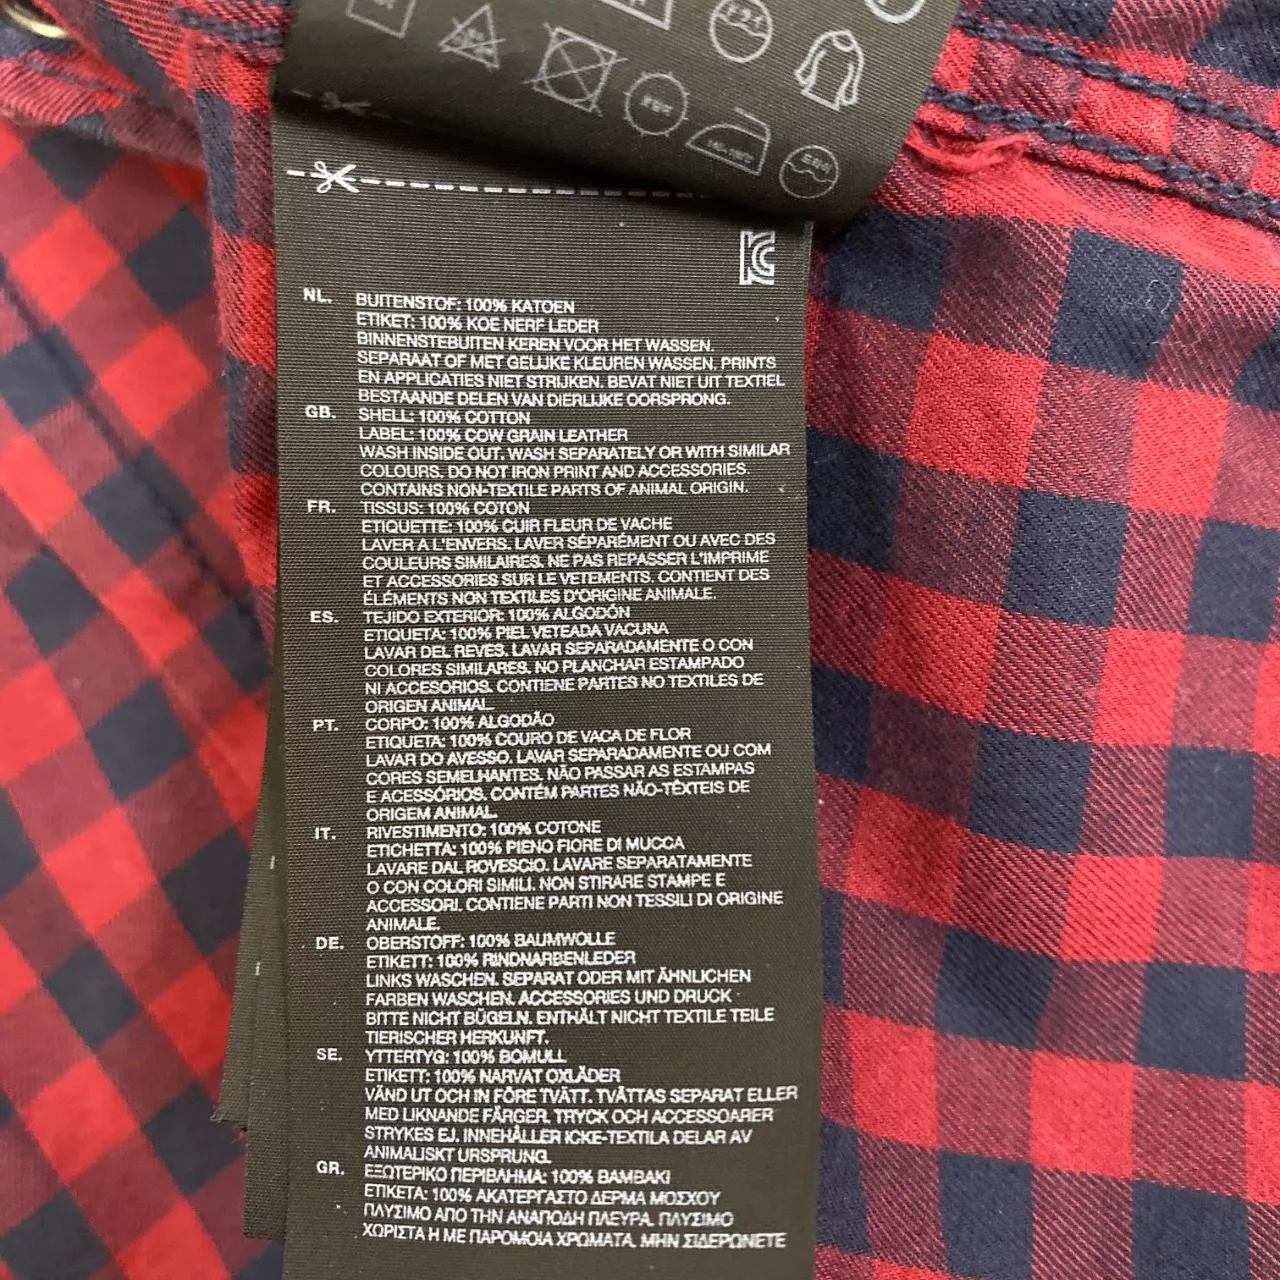 NL. BUITENSTOF: 100% KATOEN
ETIKET: 100% KOE NERF LEDER
BINNENSTEBUITEN KEREN VOOR HET WASSEN.
SEPARAAT OF MET GELIJKE KLEUREN WASSEN. PRINTS
EN APPLICATIES NIET STRIJKEN. BEVAT NIET UIT TEXTIEL
BESTAANDE DELEN VAN DIERLIJKE OORSPRONG.
GB. SHELL: 100% COTTON
LABEL: 100% COW GRAIN LEATHER
WASH INSIDE OUT. WASH SEPARATELY OR WITH SIMILAR
COLOURS. DO NOT IRON PRINT AND ACCESSORIES.
CONTAINS NON-TEXTILE PARTS OF ANIMAL ORIGIN.
FR. TISSUS: 100% COTON
ETIQUETTE: 100% CUIR FLEUR DE VACHE
LAVER A L'ENVERS. LAVER SÉPARÉMENT OU AVEC DES
COULEURS SIMILAIRES. NE PAS REPASSER L'IMPRIME
ET ACCESSORIES SUR LE VETEMENTS. CONTIENT DES
ÉLÉMENTS NON TEXTILES D'ORIGINE ANIMALE.
ES. TEJIDO EXTERIOR: 100% ALGODÓN
ETIQUETA: 100% PIEL VETEADA VACUNA
LAVAR DEL REVES. LAVAR SEPARADAMENTE O CON
COLORES SIMILARES. NO PLANCHAR ESTAMPADO
NI ACCESORIOS. CONTIENE PARTES NO TEXTILES DE
ORIGEN ANIMAL.
PT. CORPO: 100% ALGODÃO
ETIQUETA: 100% COURO DE VACA DE FLOR
LAVAR DO AVESSO. LAVAR SEPARADAMENTE OU COM
CORES SEMELHANTES. NÃO PASSAR AS ESTAMPAS
E ACESSÓRIOS. CONTÉM PARTES NÃO-TÊXTEIS DE
ORIGEM ANIMAL.
IT. RIVESTIMENTO: 100% COTONE
ETICHETTA: 100% PIENO FIORE DI MUCCA
LAVARE DAL ROVESCIO. LAVARE SEPARATAMENTE
O CON COLORI SIMILI. NON STIRARE STAMPE E
ACCESSORI. CONTIENE PARTI NON TESSILI DI ORIGINE
ANIMALE.
DE. OBERSTOFF: 100% BAUMWOLLE
ETIKETT: 100% RINDNARBENLEDER
LINKS WASCHEN. SEPARAT ODER MIT ÄHNLICHEN
FARBEN WASCHEN. ACCESSORIES UND DRUCK
BITTE NICHT BÜGELN. ENTHÄLT NICHT TEXTILE TEILE
TIERISCHER HERKUNFT.
SE. YTTERTYG: 100% BOMULL
ETIKETT: 100% NARVAT OXLÄDER
VÄND UT OCH IN FÖRE TVÄTT. TVÄTTAS SEPARAT ELLER
MED LIKNANDE FÄRGER. TRYCK OCH ACCESSOARER
STRYKES EJ. INNEHÅLLER ICKE-TEXTILA DELAR AV
ANIMALISKT URSPRUNG.
GR. ΕΞΩΤΕΡΙΚΟ ΠΕΡΙΒΛΗΜΑ: 100% ΒΑΜΒΑΚΙ
ΕΤΙΚΕΤΑ: 100% ΑΚΑΤΕΡΓΑΣΤΟ ΔΕΡΜΑ ΜΟΣΧΟΥ
ΠΛΥΣΙΜΟ ΑΠΟ ΤΗΝ ΑΝΑΠΟΔΗ ΠΛΕΥΡΑ. ΠΛΥΣΙΜΟ
ΧΩΡΙΣΤΑ Η ΜΕ ΠΑΡΟΜΟΙΑ ΧΡΩΜΑΤΑ. ΜΗΝ ΣΙΔΕΡΩΝΕΤΕ